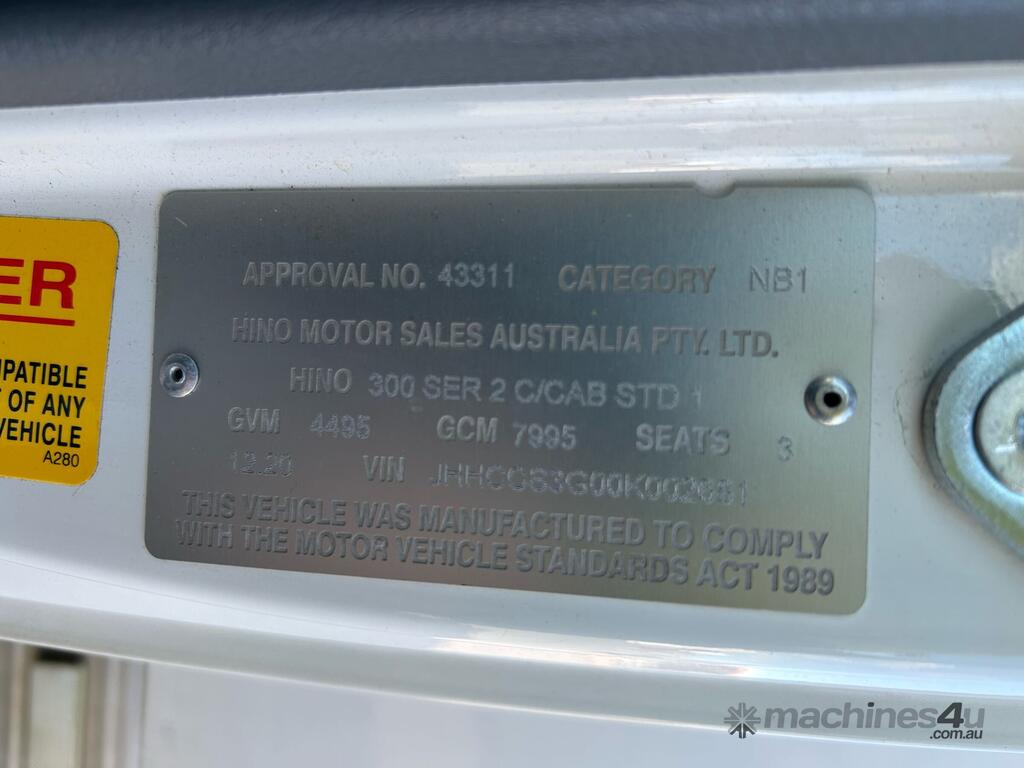 ER
PATIBLE
OF ANY
VEHICLE
A280
APPROVAL NO. 43311 CATEGORY NB1
HINO MOTOR SALES AUSTRALIA PTY. LTD.
HINO 300 SER 2 C/CAB STD 1
GVM 4495 GCM 7995 SEATS 3
12.20 VIN
THIS VEHICLE WAS MANUFACTURED TO COMPLY
WITH THE MOTOR VEHICLE STANDARDS ACT 1989
machines4u
.com.au